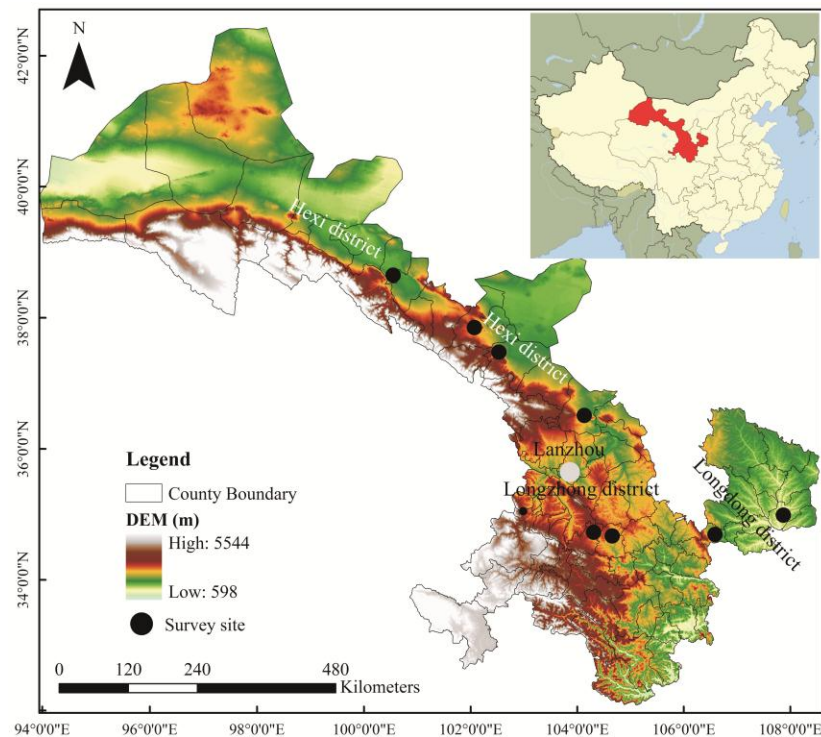 N
42°0'0"N
40°0'0"N
38°0'0"N
36°0'0"N
34°0'0"N
Hexi district
Hexi district
Lanzhou
Longzhong district
Longdong district
Legend
County Boundary
DEM (m)
High: 5544
Low: 598
Survey site
0 120 240 480
Kilometers
94°0'0"E 96°0'0"E 98°0'0"E 100°0'0"E 102°0'0"E 104°0'0"E 106°0'0"E 108°0'0"E